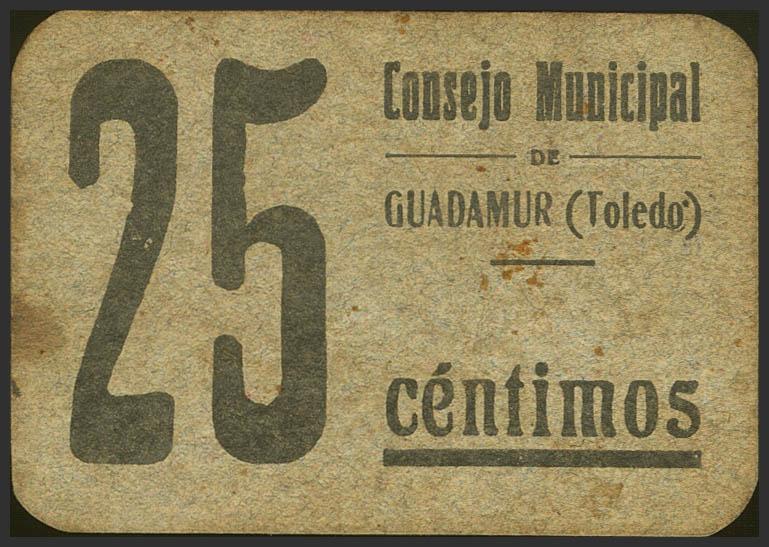 25
Consejo Municipal
DE
GUADAMUR (Toledo)
céntimos